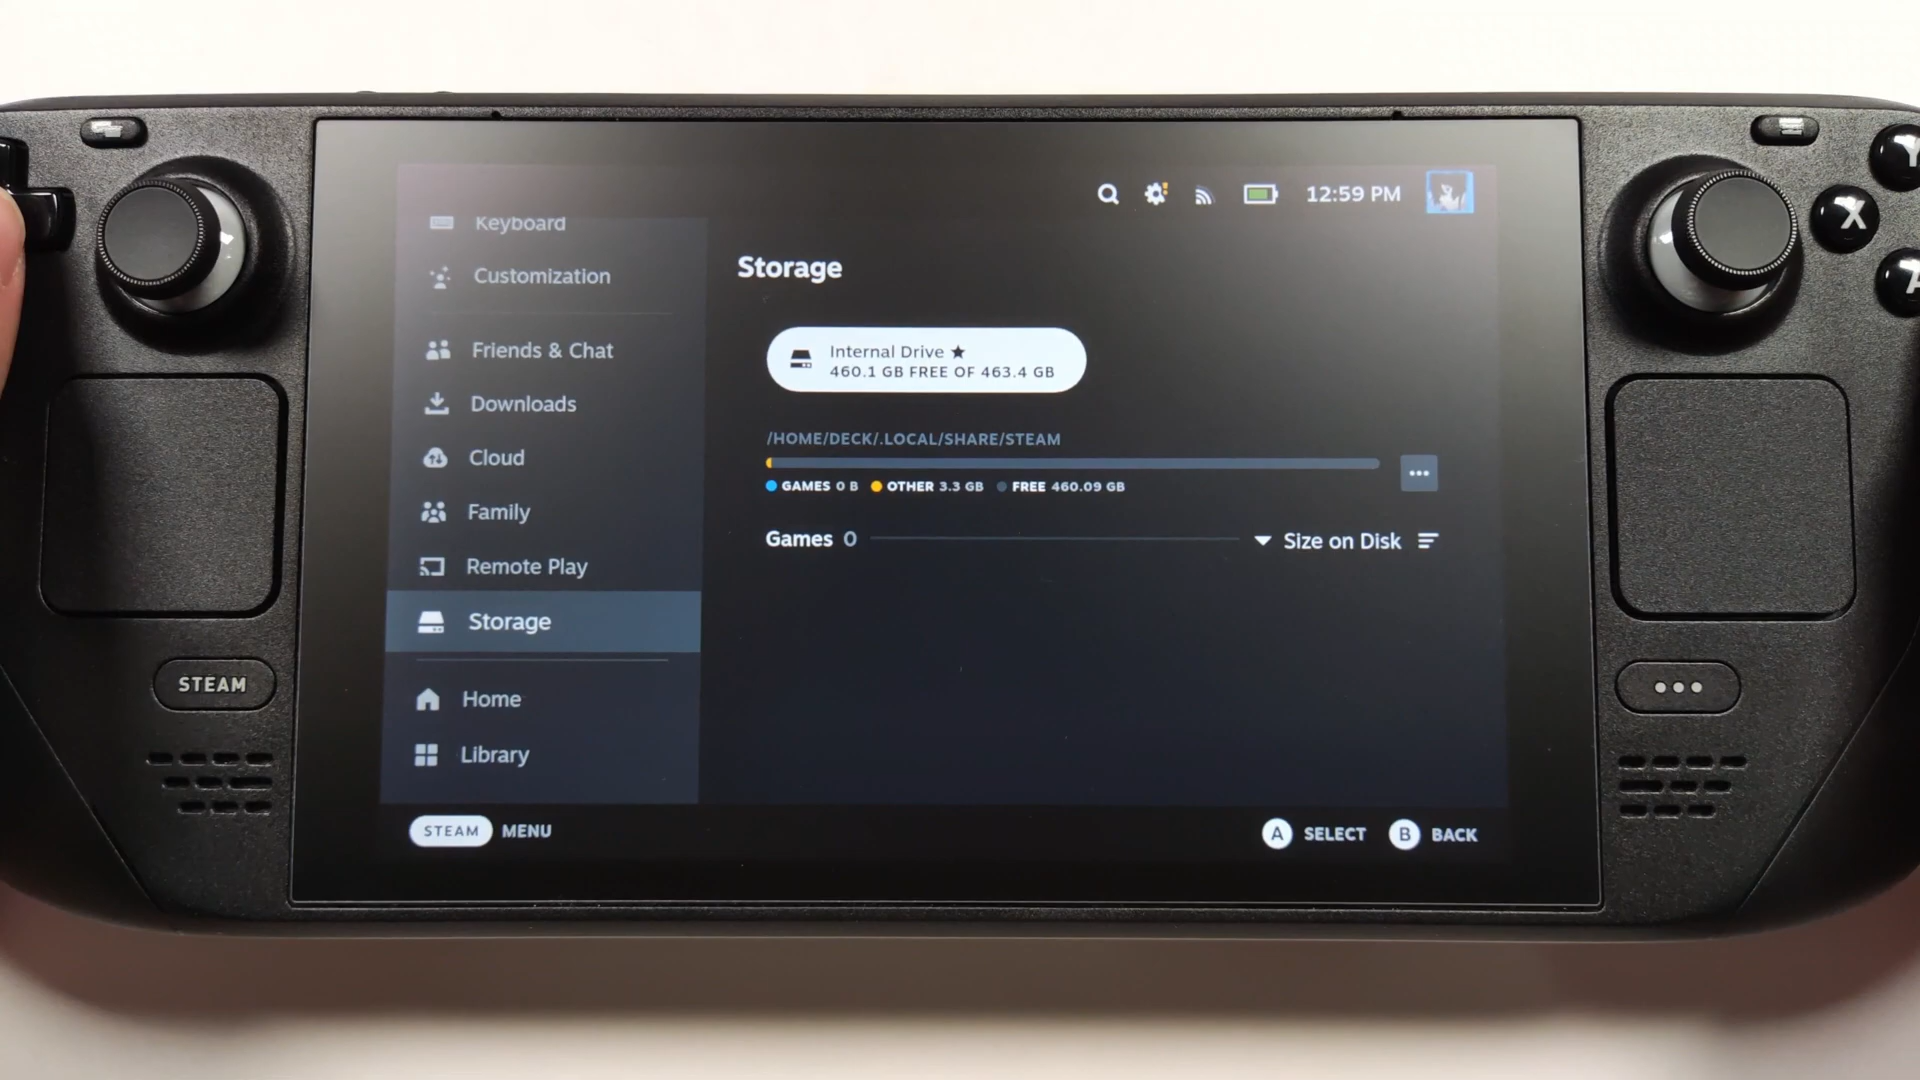 12:59 PM
Keyboard
Customization
Friends & Chat
Downloads
Cloud
Family
Remote Play
Storage
Home
Library
Storage
Internal Drive ★
460.1 GB FREE OF 463.4 GB
/HOME/DECK/.LOCAL/SHARE/STEAM
GAMES 0 B OTHER 3.3 GB FREE 460.09 GB
Games 0
Size on Disk
STEAM MENU
A SELECT B BACK
STEAM
Y
X
A